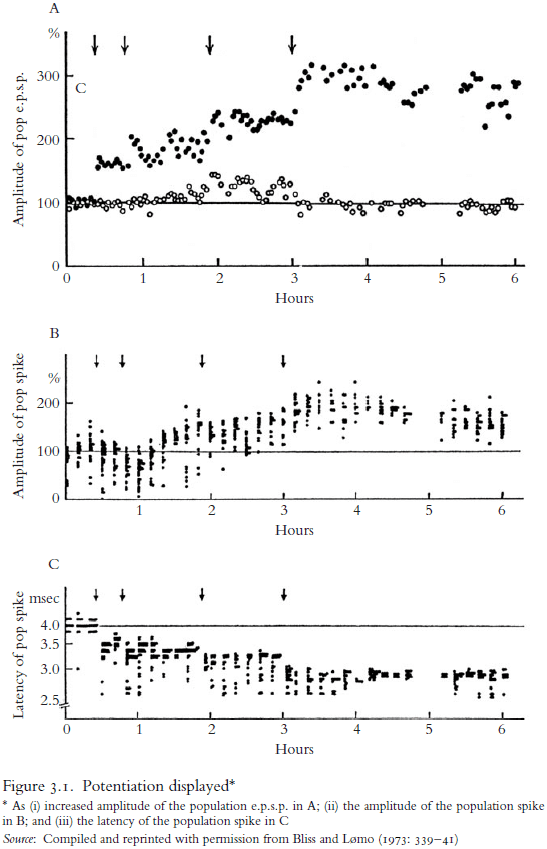 A
%
300
C
200
100
0
0 1 2 3 4 5 6
Hours
Amplitude of pop e.p.s.p.
B
%
200
100
0
0 1 2 3 4 5 6
Hours
Amplitude of pop spike
C
msec
4.0
3.5
3.0
2.5
0 1 2 3 4 5 6
Hours
Latency of pop spike
Figure 3.1. Potentiation displayed*
* As (i) increased amplitude of the population e.p.s.p. in A; (ii) the amplitude of the population spike
in B; and (iii) the latency of the population spike in C
Source: Compiled and reprinted with permission from Bliss and Lømo (1973: 339–41)